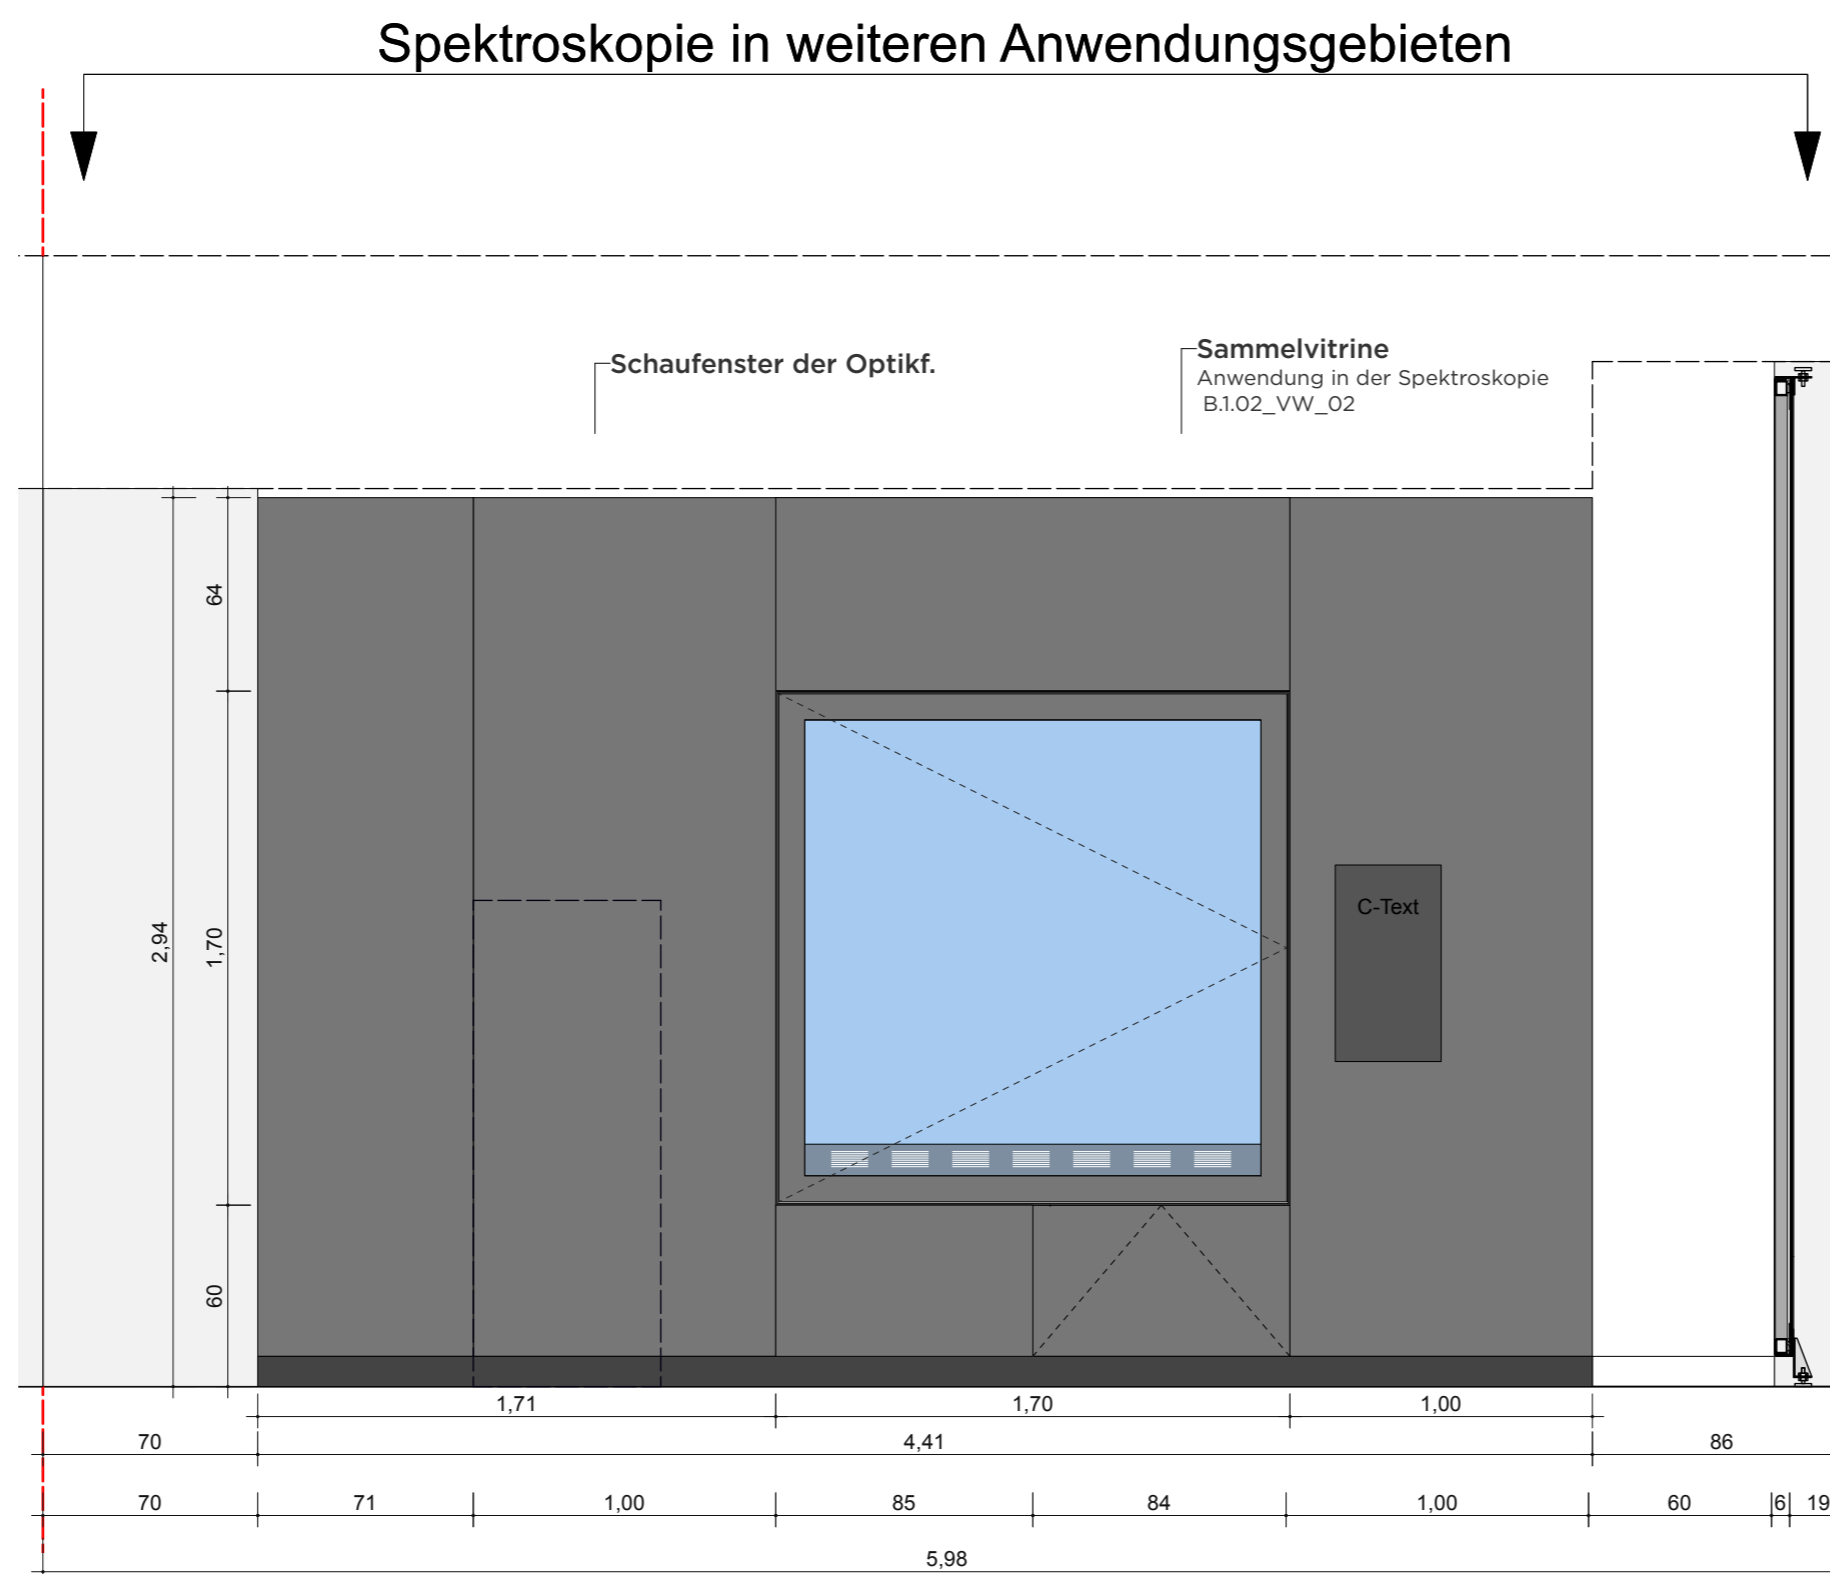 Spektroskopie in weiteren Anwendungsgebieten
Schaufenster der Optikf.
Sammelvitrine
Anwendung in der Spektroskopie
B.1.02_VW_02
64
2,94
1,70
C-Text
60
1,71 1,70 1,00
70 4,41 86
70 71 1,00 85 84 1,00 60 6 19
5,98